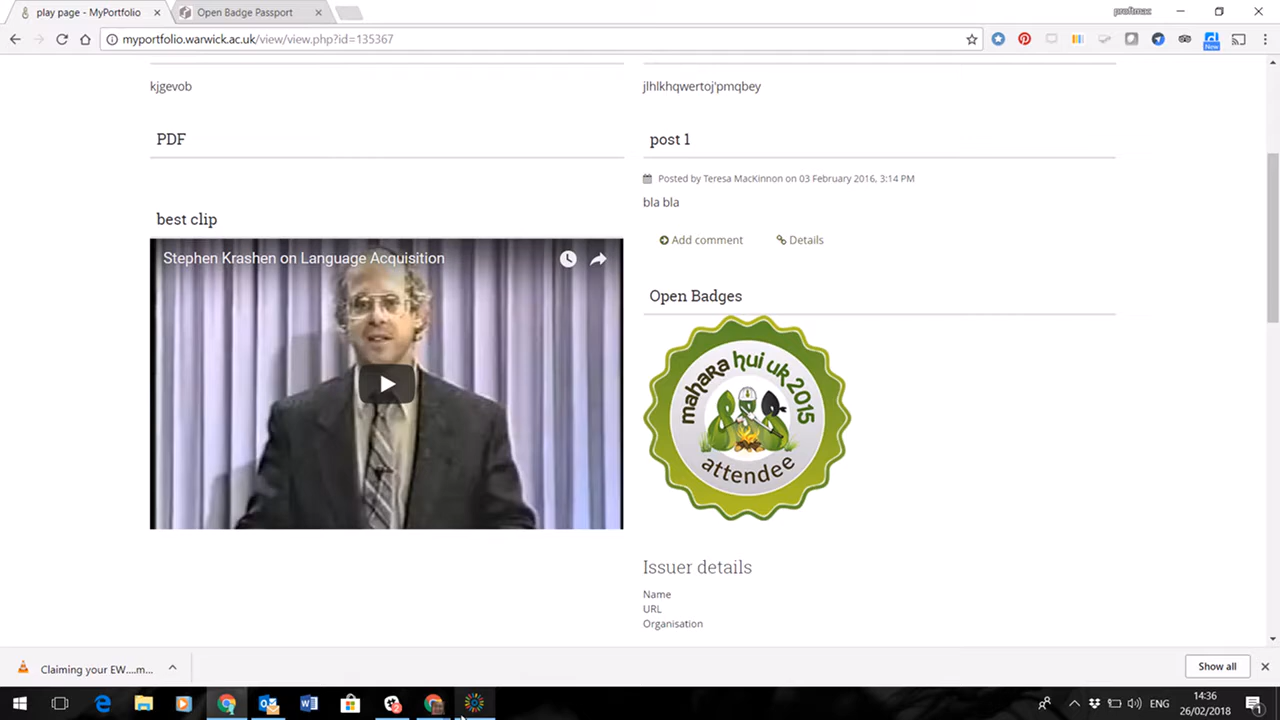 play page - MyPortfolio
Open Badge Passport
proftmac
myportfolio.warwick.ac.uk/view/view.php?id=135367
New
kjgevob
jlhlkhqwertoj'pmqbey
PDF
post 1
Posted by Teresa MacKinnon on 03 February 2016, 3:14 PM
bla bla
best clip
Add comment
Details
Stephen Krashen on Language Acquisition
Open Badges
mahara hui uk 2015
attendee
Issuer details
Name
URL
Organisation
Claiming your EW....m...
Show all
ENG
14:36
26/02/2018